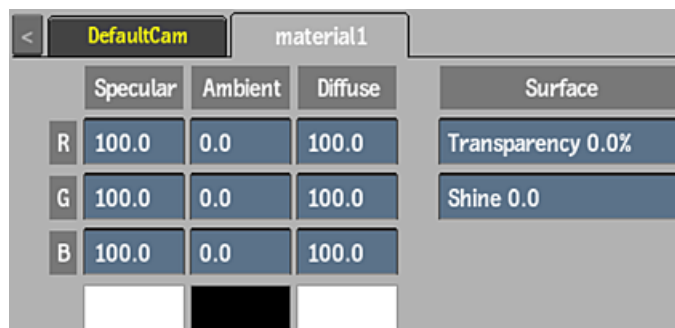 < DefaultCam material1
Specular Ambient Diffuse Surface
R 100.0 0.0 100.0 Transparency 0.0%
G 100.0 0.0 100.0 Shine 0.0
B 100.0 0.0 100.0